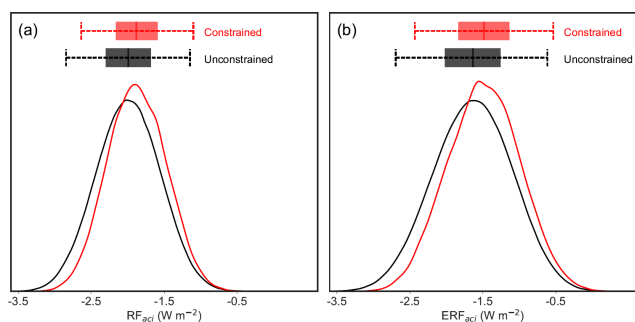 (a)
Constrained
Unconstrained
-3.5 -2.5 -1.5 -0.5
RFaci (W m−2)
(b)
Constrained
Unconstrained
-3.5 -2.5 -1.5 -0.5
ERFaci (W m−2)